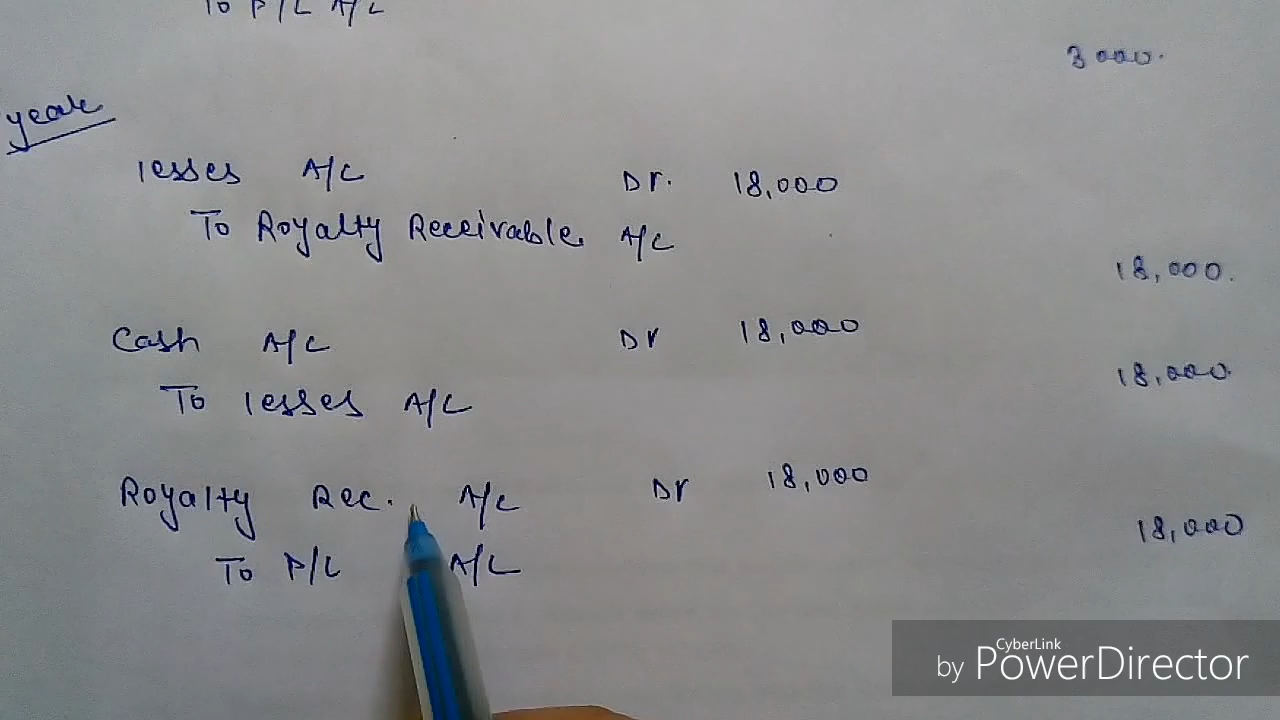 To P/L A/C
3000.
year
lesses A/C Dr. 18,000
To Royalty Receivable A/C
18,000.
Cash A/C Dr 18,000
18,000.
To lesses A/C
Royalty Rec. A/C Dr 18,000
18,000
To P/L A/C
CyberLink
by PowerDirector